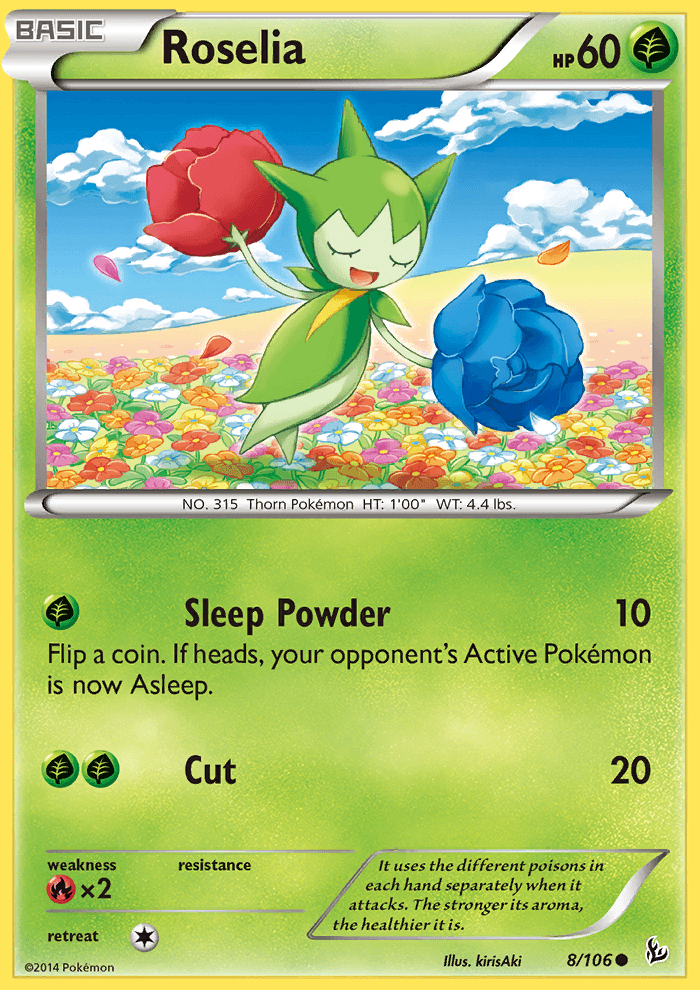 BASIC
Roselia
HP60
NO. 315 Thorn Pokémon HT: 1'00" WT: 4.4 lbs.
Sleep Powder 10
Flip a coin. If heads, your opponent's Active Pokémon
is now Asleep.
Cut 20
weakness resistance
×2
retreat
It uses the different poisons in
each hand separately when it
attacks. The stronger its aroma,
the healthier it is.
©2014 Pokémon
Illus. kirisAki
8/106